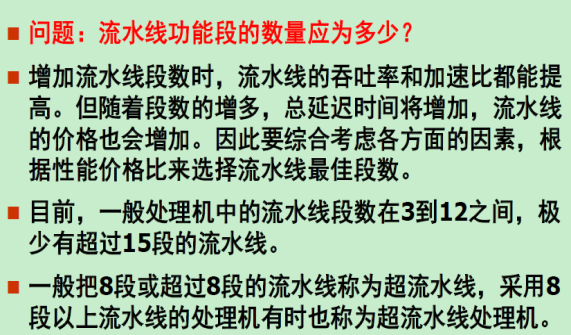 问题：流水线功能段的数量应为多少？
增加流水线段数时，流水线的吞吐率和加速比都能提
高。但随着段数的增多，总延迟时间将增加，流水线
的价格也会增加。因此要综合考虑各方面的因素，根
据性能价格比来选择流水线最佳段数。
目前，一般处理机中的流水线段数在3到12之间，极
少有超过15段的流水线。
一般把8段或超过8段的流水线称为超流水线，采用8
段以上流水线的处理机有时也称为超流水线处理机。